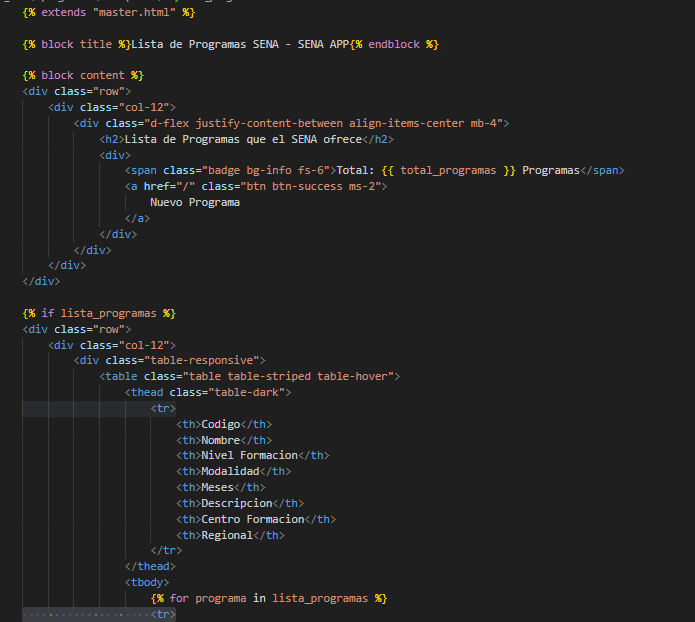 {% extends "master.html" %}
{% block title %}Lista de Programas SENA - SENA APP{% endblock %}
{% block content %}
<div class="row">
<div class="col-12">
<div class="d-flex justify-content-between align-items-center mb-4">
<h2>Lista de Programas que el SENA ofrece</h2>
<div>
<span class="badge bg-info fs-6">Total: {{ total_programas }} Programas</span>
<a href="/" class="btn btn-success ms-2">
Nuevo Programa
</a>
</div>
</div>
</div>
</div>
{% if lista_programas %}
<div class="row">
<div class="col-12">
<div class="table-responsive">
<table class="table table-striped table-hover">
<thead class="table-dark">
<tr>
<th>Codigo</th>
<th>Nombre</th>
<th>Nivel Formacion</th>
<th>Modalidad</th>
<th>Meses</th>
<th>Descripcion</th>
<th>Centro Formacion</th>
<th>Regional</th>
</tr>
</thead>
<tbody>
{% for programa in lista_programas %}
<tr>